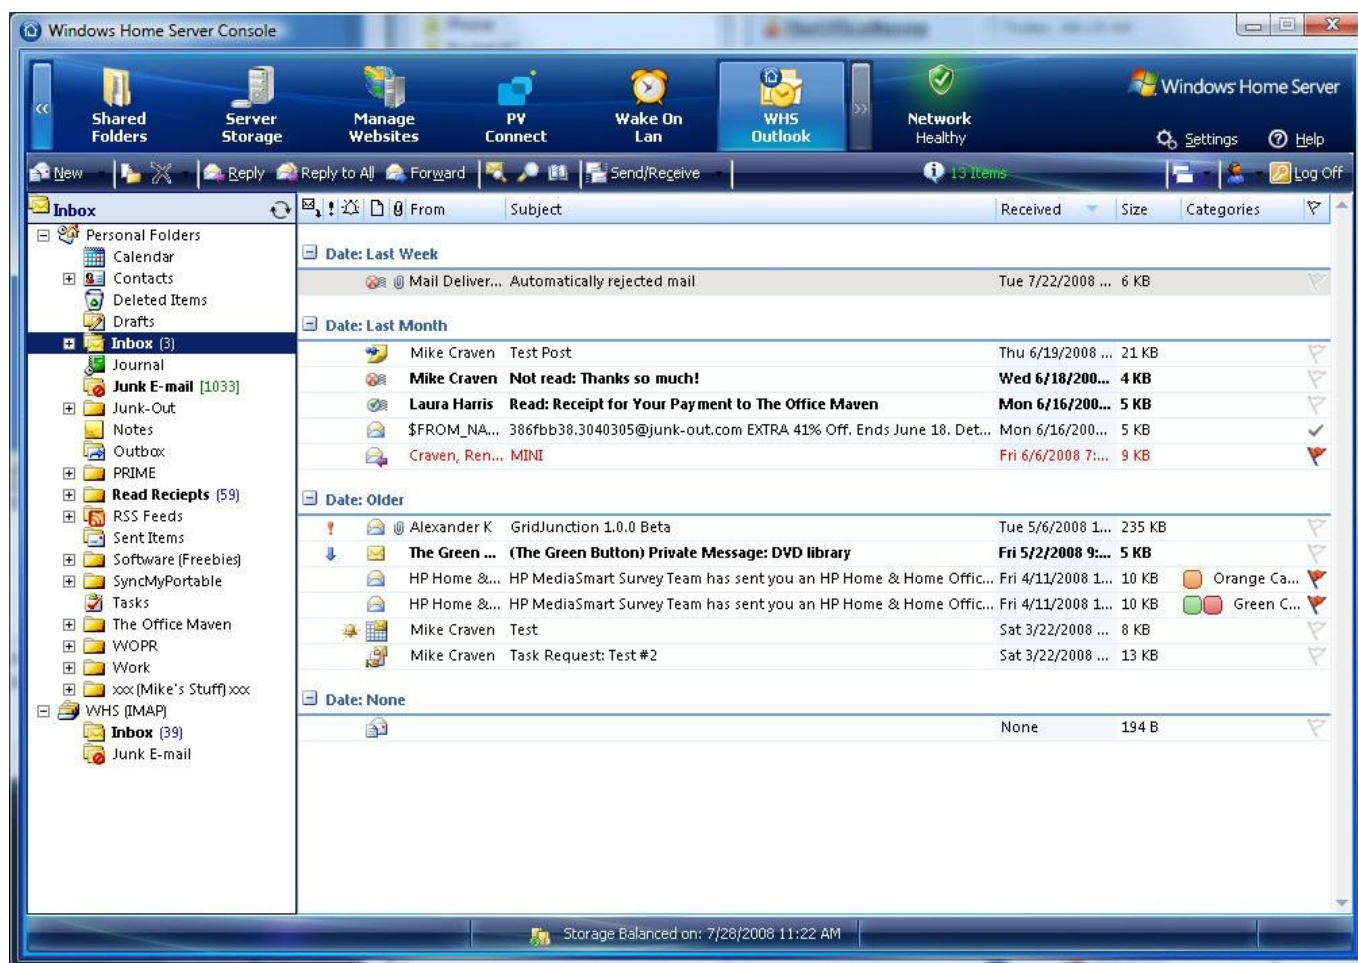 Windows Home Server Console
Shared Folders
Server Storage
Manage Websites
PV Connect
Wake On Lan
WHS Outlook
Network Healthy
Windows Home Server
Settings
Help
New
Reply
Reply to All
Forward
Send/Receive
13 Items
Log Off
Inbox
Personal Folders
Calendar
Contacts
Deleted Items
Drafts
Inbox (3)
Journal
Junk E-mail [1033]
Junk-Out
Notes
Outbox
PRIME
Read Reciepts (59)
RSS Feeds
Sent Items
Software (Freebies)
SyncMyPortable
Tasks
The Office Maven
WOPR
Work
xxx (Mike's Stuff) xxx
WHS (IMAP)
Inbox (39)
Junk E-mail
From Subject Received Size Categories
Date: Last Week
Mail Deliver... Automatically rejected mail Tue 7/22/2008 ... 6 KB
Date: Last Month
Mike Craven Test Post Thu 6/19/2008 ... 21 KB
Mike Craven Not read: Thanks so much! Wed 6/18/200... 4 KB
Laura Harris Read: Receipt for Your Payment to The Office Maven Mon 6/16/200... 5 KB
$FROM_NA... 386fbb38.3040305@junk-out.com EXTRA 41% Off. Ends June 18. Det... Mon 6/16/200... 5 KB
Craven, Ren... MINI Fri 6/6/2008 7:... 9 KB
Date: Older
Alexander K GridJunction 1.0.0 Beta Tue 5/6/2008 1... 235 KB
The Green ... (The Green Button) Private Message: DVD library Fri 5/2/2008 9:... 5 KB
HP Home &... HP MediaSmart Survey Team has sent you an HP Home & Home Offic... Fri 4/11/2008 1... 10 KB Orange Ca...
HP Home &... HP MediaSmart Survey Team has sent you an HP Home & Home Offic... Fri 4/11/2008 1... 10 KB Green C...
Mike Craven Test Sat 3/22/2008 ... 8 KB
Mike Craven Task Request: Test #2 Sat 3/22/2008 ... 13 KB
Date: None
None 194 B
Storage Balanced on: 7/28/2008 11:22 AM